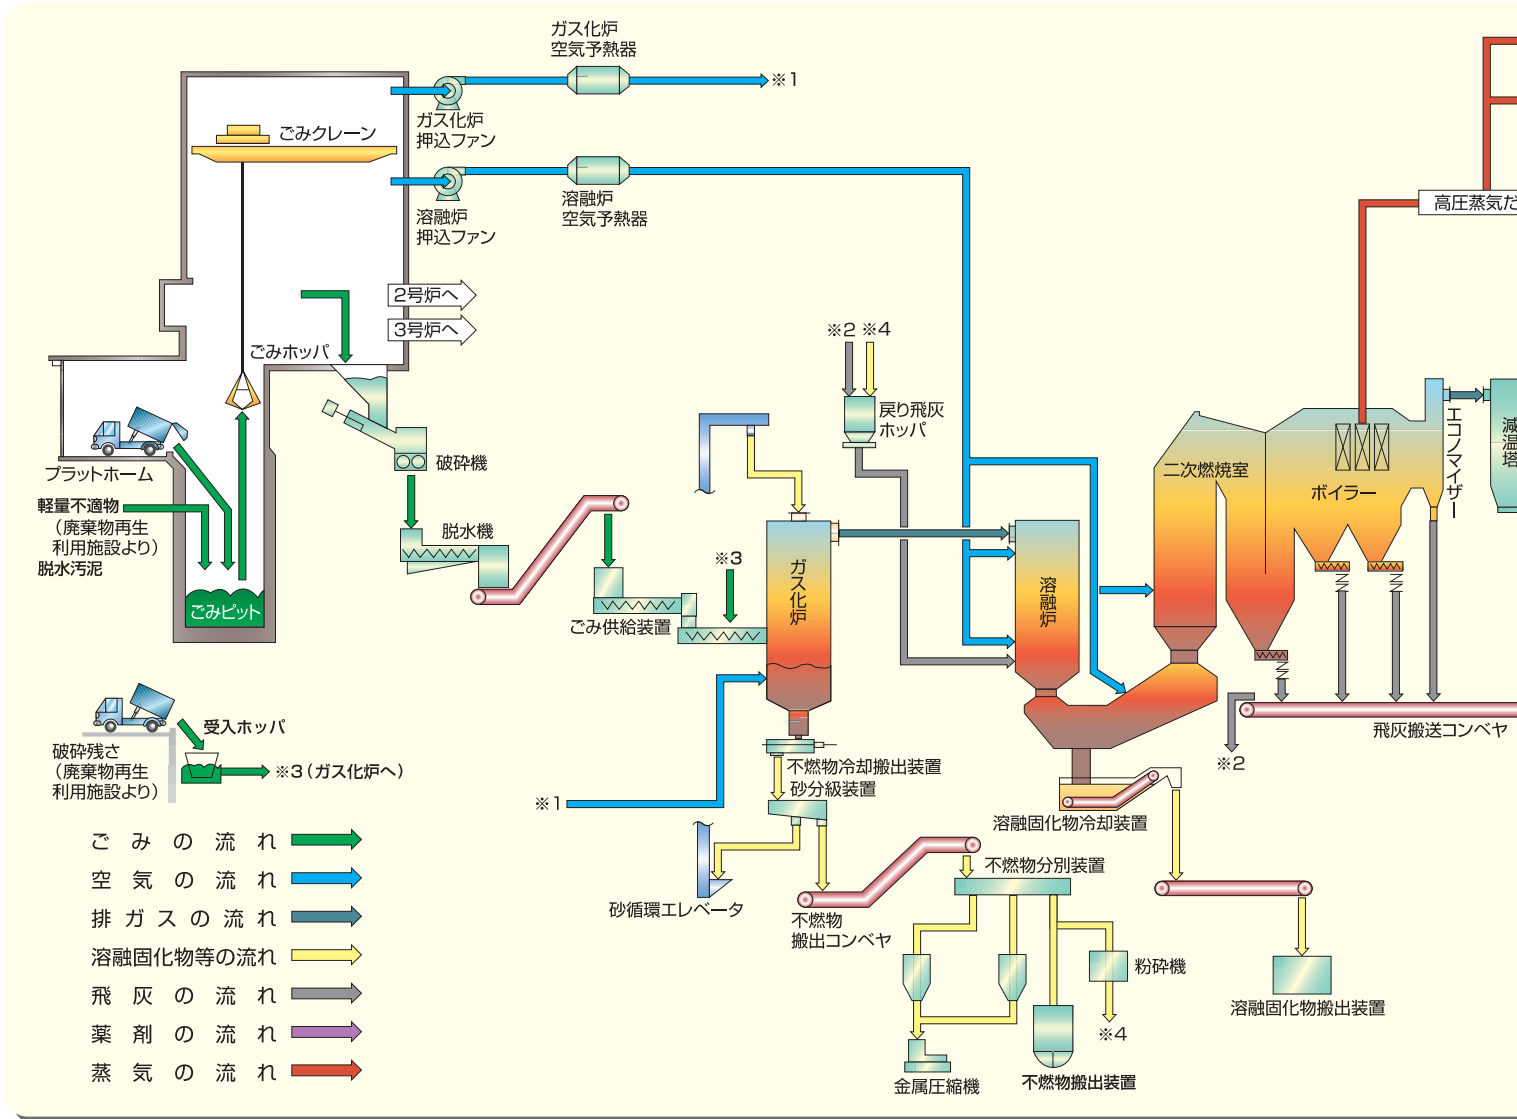 ガス化炉
空気予熱器
※1
ごみクレーン
ガス化炉
押込ファン
溶融炉
空気予熱器
溶融炉
押込ファン
高圧蒸気だ
2号炉へ
3号炉へ
ごみホッパ
※2 ※4
戻り飛灰
ホッパ
破砕機
プラットホーム
軽量不適物
（廃棄物再生
利用施設より）
脱水汚泥
ごみピット
脱水機
※3
ごみ供給装置
ガス化炉
溶融炉
二次燃焼室
ボイラー
エコノマイザー
減温塔
飛灰搬送コンベヤ
※2
受入ホッパ
破砕残さ
（廃棄物再生
利用施設より）
※3（ガス化炉へ）
※1
不燃物冷却搬出装置
砂分級装置
溶融固化物冷却装置
砂循環エレベータ
不燃物
搬出コンベヤ
不燃物分別装置
粉砕機
※4
溶融固化物搬出装置
金属圧縮機
不燃物搬出装置
ごみの流れ
空気の流れ
排ガスの流れ
溶融固化物等の流れ
飛灰の流れ
薬剤の流れ
蒸気の流れ